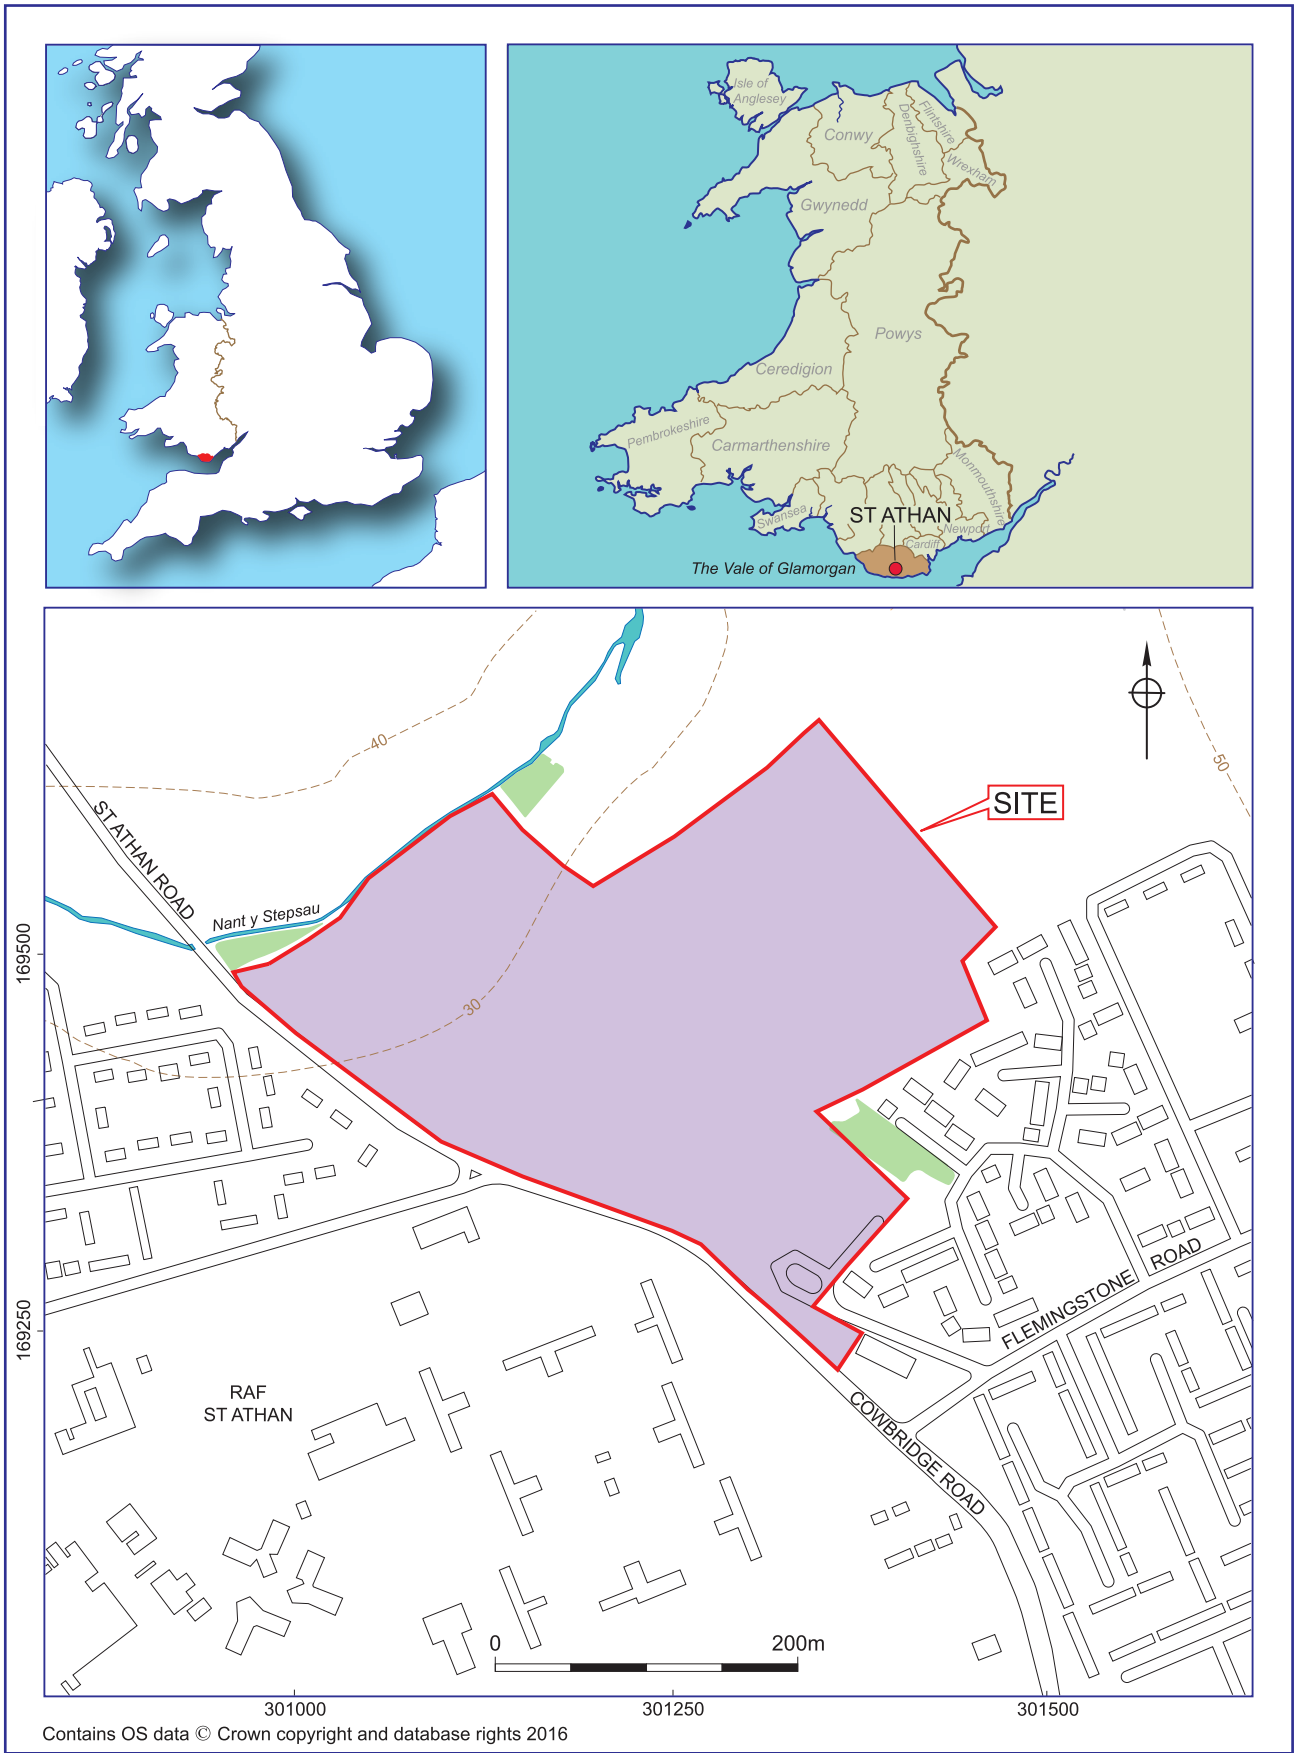 Isle of
Anglesey
Conwy
Denbighshire
Flintshire
Wrexham
Gwynedd
Powys
Ceredigion
Pembrokeshire
Carmarthenshire
Monmouthshire
Swansea
ST ATHAN
Newport
Cardiff
The Vale of Glamorgan
40
50
SITE
ST ATHAN ROAD
Nant y Stepsau
169500
30
ROAD
FLEMINGSTONE
169250
RAF
ST ATHAN
COWBRIDGE ROAD
0 200m
301000 301250 301500
Contains OS data © Crown copyright and database rights 2016